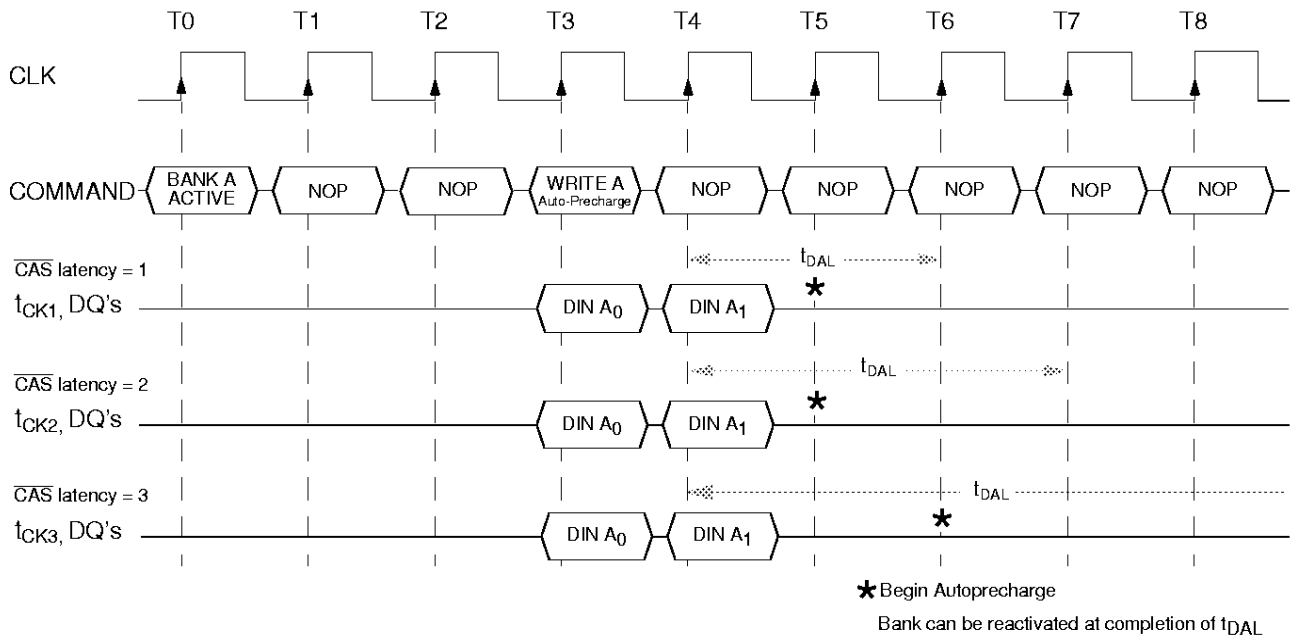 T0 T1 T2 T3 T4 T5 T6 T7 T8
CLK
COMMAND
BANK A
ACTIVE
NOP
NOP
WRITE A
Auto-Precharge
NOP
NOP
NOP
NOP
NOP
CAS latency = 1
tCK1, DQ's
DIN A0
DIN A1
tDAL
*
CAS latency = 2
tCK2, DQ's
DIN A0
DIN A1
tDAL
*
CAS latency = 3
tCK3, DQ's
DIN A0
DIN A1
tDAL
*
* Begin Autoprecharge
Bank can be reactivated at completion of tDAL